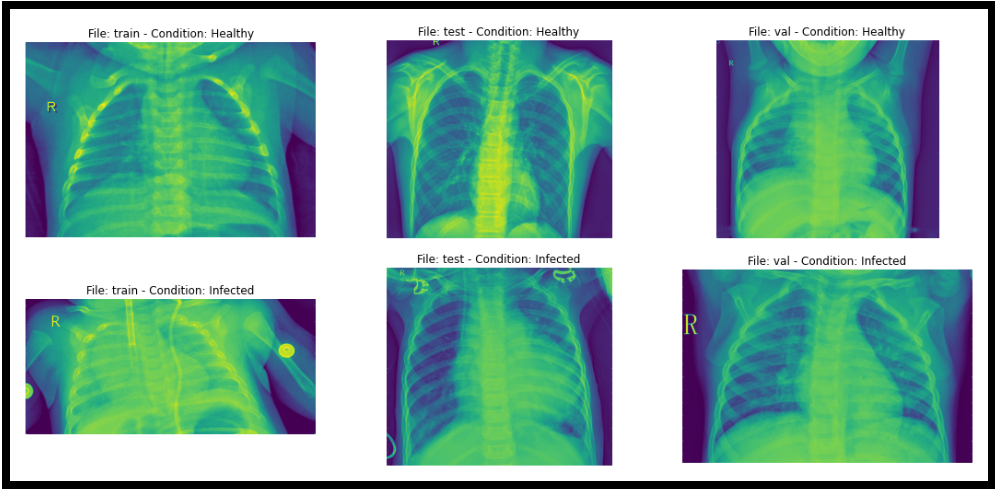 File: train - Condition: Healthy
File: test - Condition: Healthy
File: val - Condition: Healthy
R
R
R
File: train - Condition: Infected
File: test - Condition: Infected
File: val - Condition: Infected
R
R
R